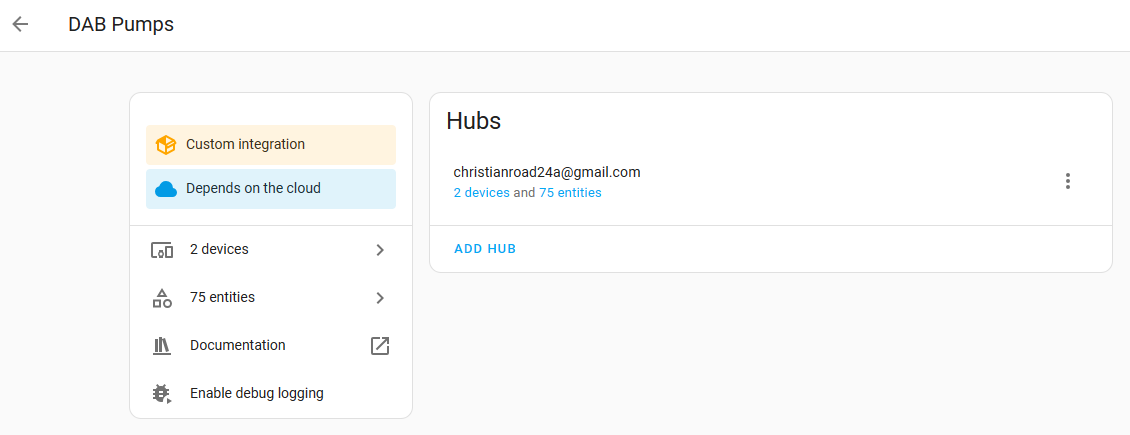 DAB Pumps
Custom integration
Depends on the cloud
2 devices
75 entities
Documentation
Enable debug logging
Hubs
christianroad24a@gmail.com
2 devices and 75 entities
ADD HUB